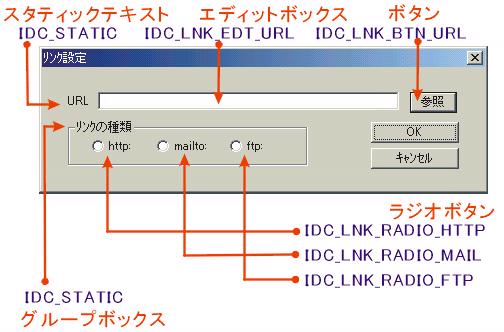 スタティックテキスト エディットボックス ボタン
IDC_STATIC IDC_LNK_EDT_URL IDC_LNK_BTN_URL
リンク設定
URL 参照
リンクの種類 OK
http: mailto: ftp: キャンセル
ラジオボタン
IDC_LNK_RADIO_HTTP
IDC_LNK_RADIO_MAIL
IDC_LNK_RADIO_FTP
IDC_STATIC
グループボックス